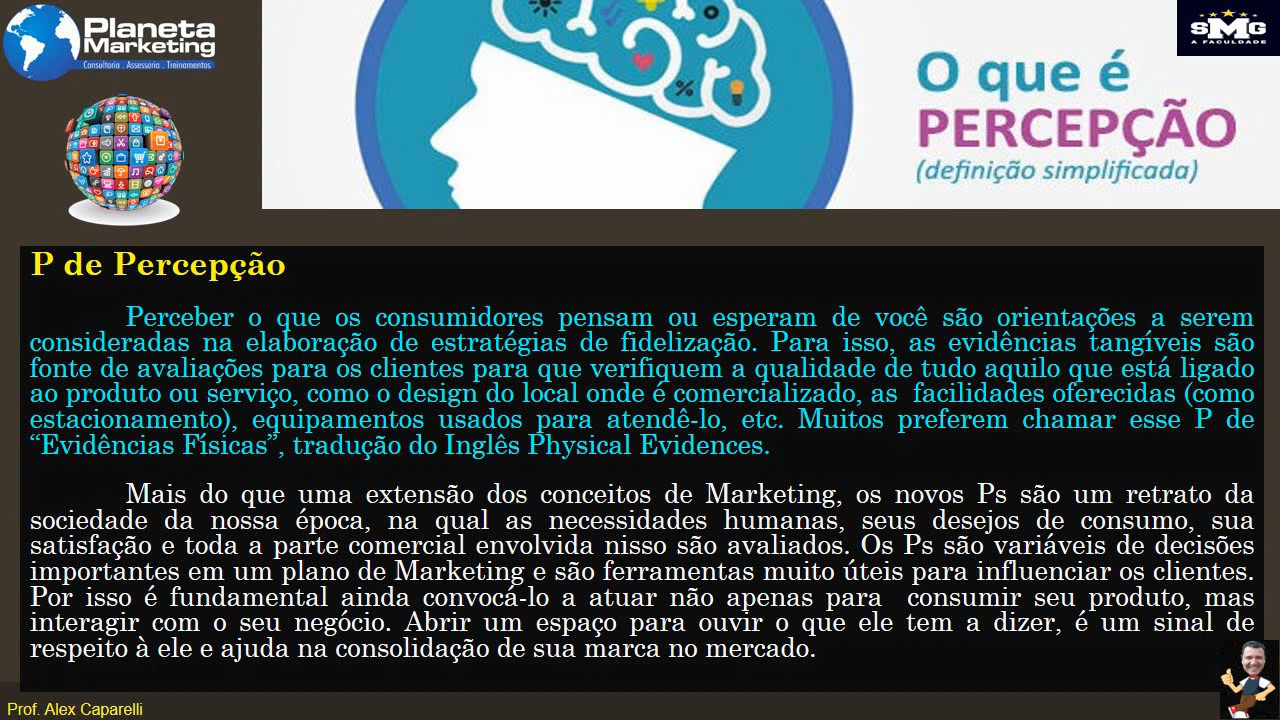 Planeta
Marketing
Consultoria . Assessoria . Treinamentos
SMG
A FACULDADE
O que é
PERCEPÇÃO
(definição simplificada)
P de Percepção
Perceber o que os consumidores pensam ou esperam de você são orientações a serem
consideradas na elaboração de estratégias de fidelização. Para isso, as evidências tangíveis são
fonte de avaliações para os clientes para que verifiquem a qualidade de tudo aquilo que está ligado
ao produto ou serviço, como o design do local onde é comercializado, as facilidades oferecidas (como
estacionamento), equipamentos usados para atendê-lo, etc. Muitos preferem chamar esse P de
“Evidências Físicas”, tradução do Inglês Physical Evidences.
Mais do que uma extensão dos conceitos de Marketing, os novos Ps são um retrato da
sociedade da nossa época, na qual as necessidades humanas, seus desejos de consumo, sua
satisfação e toda a parte comercial envolvida nisso são avaliados. Os Ps são variáveis de decisões
importantes em um plano de Marketing e são ferramentas muito úteis para influenciar os clientes.
Por isso é fundamental ainda convocá-lo a atuar não apenas para consumir seu produto, mas
interagir com o seu negócio. Abrir um espaço para ouvir o que ele tem a dizer, é um sinal de
respeito à ele e ajuda na consolidação de sua marca no mercado.
Prof. Alex Caparelli